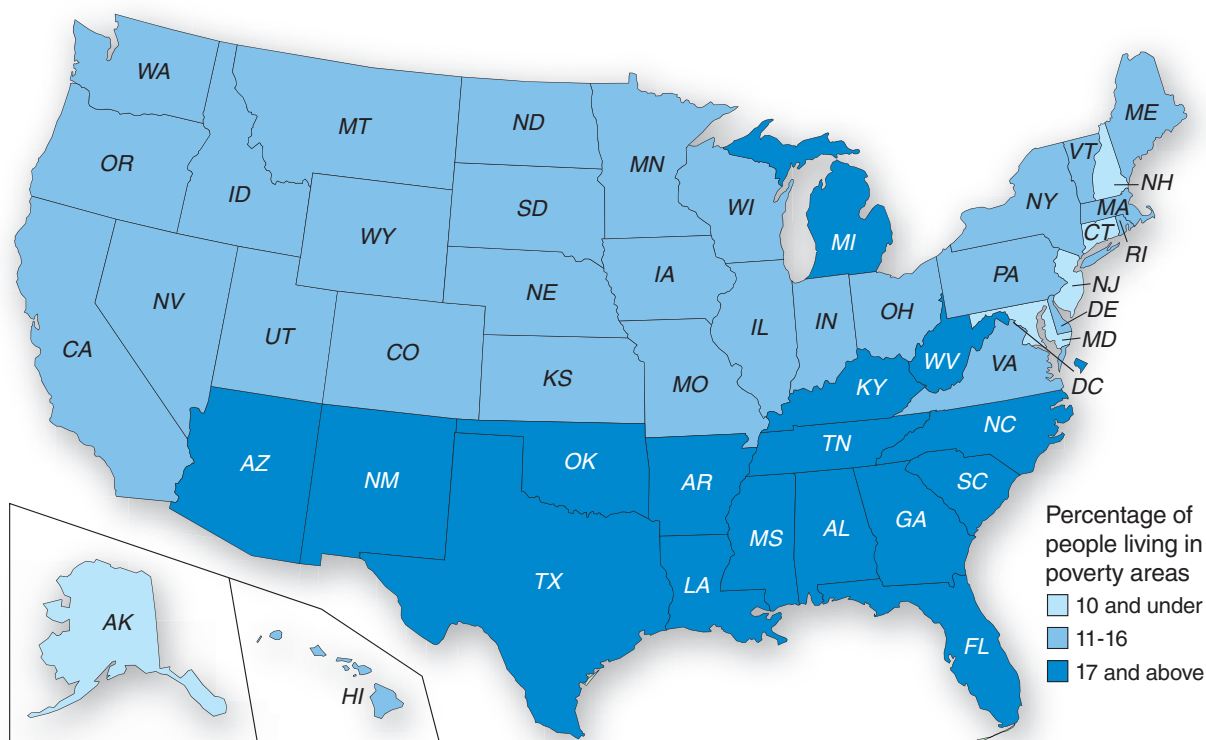 WA
MT
ND
MN
ME
VT
NH
OR
ID
SD
WI
NY
MA
CT
RI
WY
MI
IA
PA
NJ
NE
NV
UT
IL
IN
OH
DE
MD
CA
CO
KS
MO
WV
VA
KY
DC
NC
TN
AZ
NM
OK
AR
SC
MS
AL
GA
TX
LA
FL
AK
HI
Percentage of
people living in
poverty areas
10 and under
11-16
17 and above